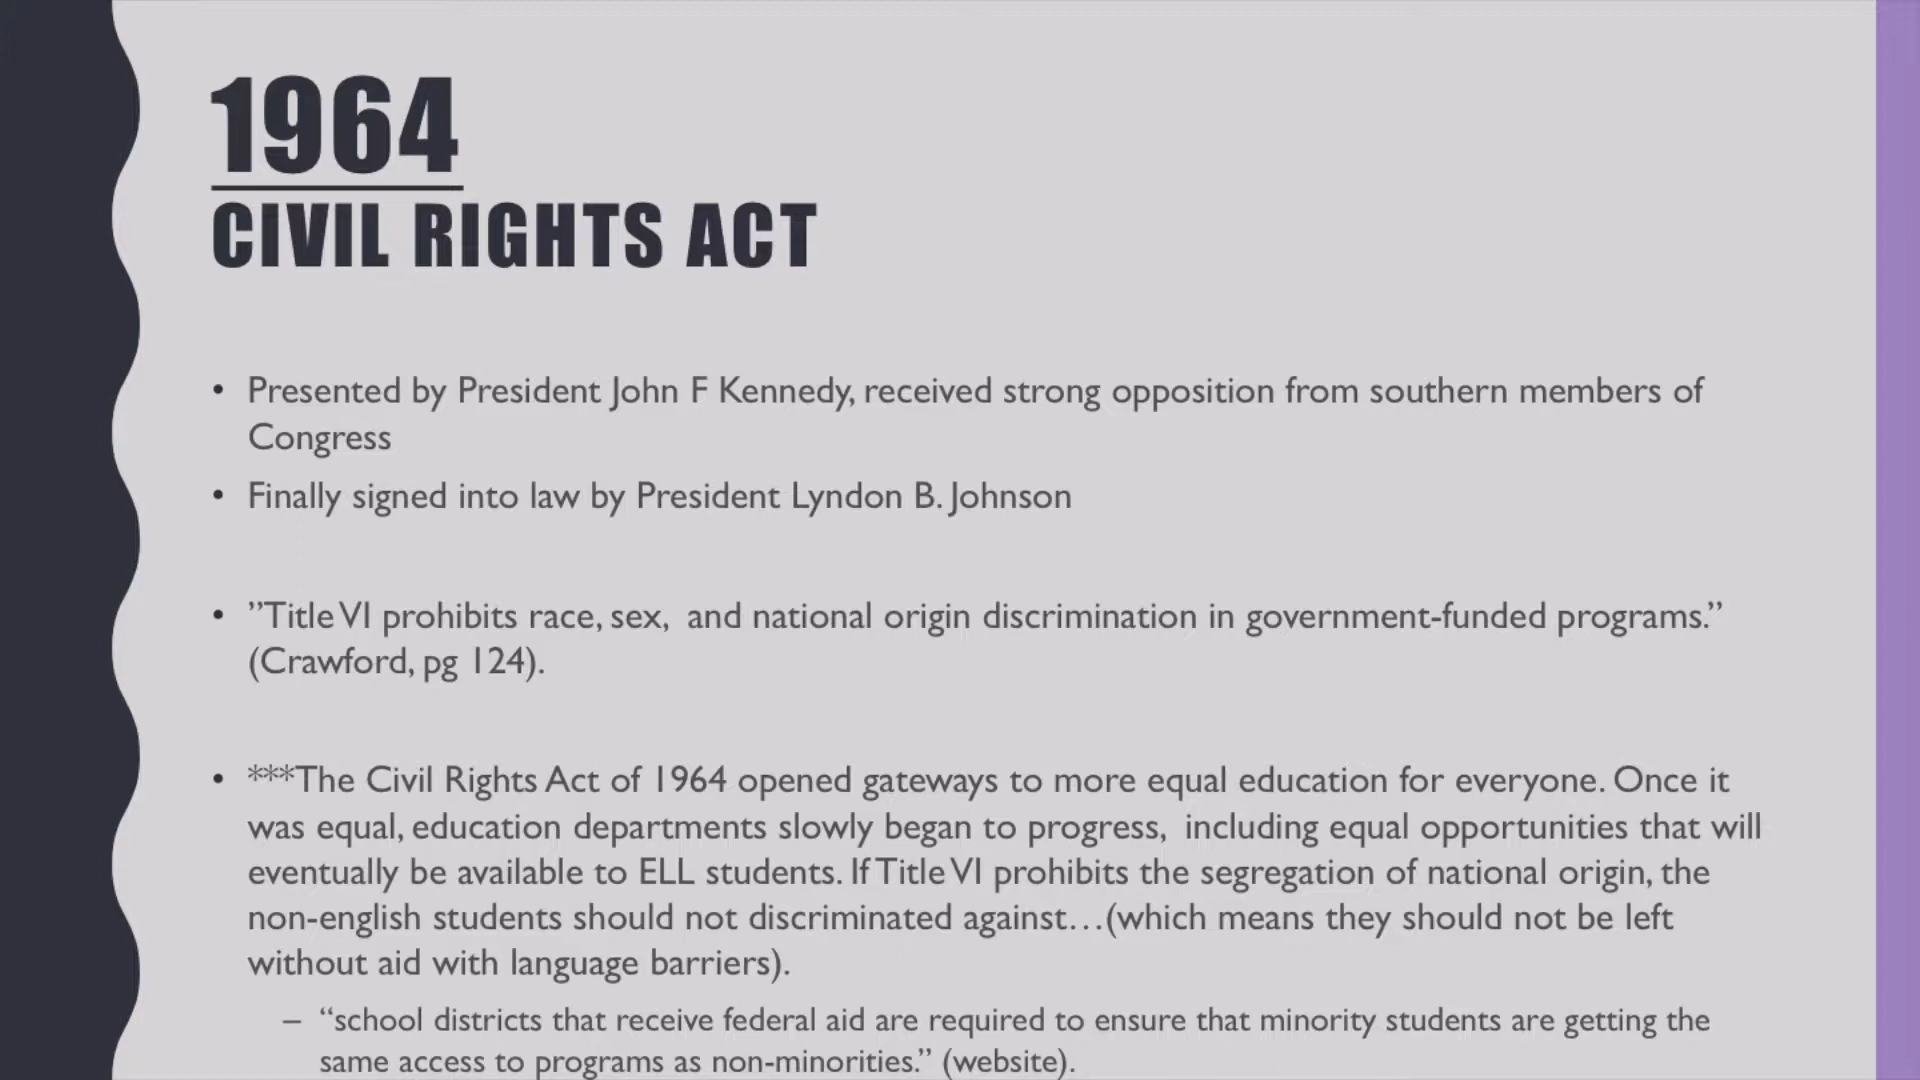 1964
CIVIL RIGHTS ACT
• Presented by President John F Kennedy, received strong opposition from southern members of
Congress
• Finally signed into law by President Lyndon B. Johnson
• ”Title VI prohibits race, sex,  and national origin discrimination in government-funded programs.”
(Crawford, pg 124).
• ***The Civil Rights Act of 1964 opened gateways to more equal education for everyone. Once it
was equal, education departments slowly began to progress,  including equal opportunities that will
eventually be available to ELL students. If Title VI prohibits the segregation of national origin, the
non-english students should not discriminated against…(which means they should not be left
without aid with language barriers).
– “school districts that receive federal aid are required to ensure that minority students are getting the
same access to programs as non-minorities.” (website).